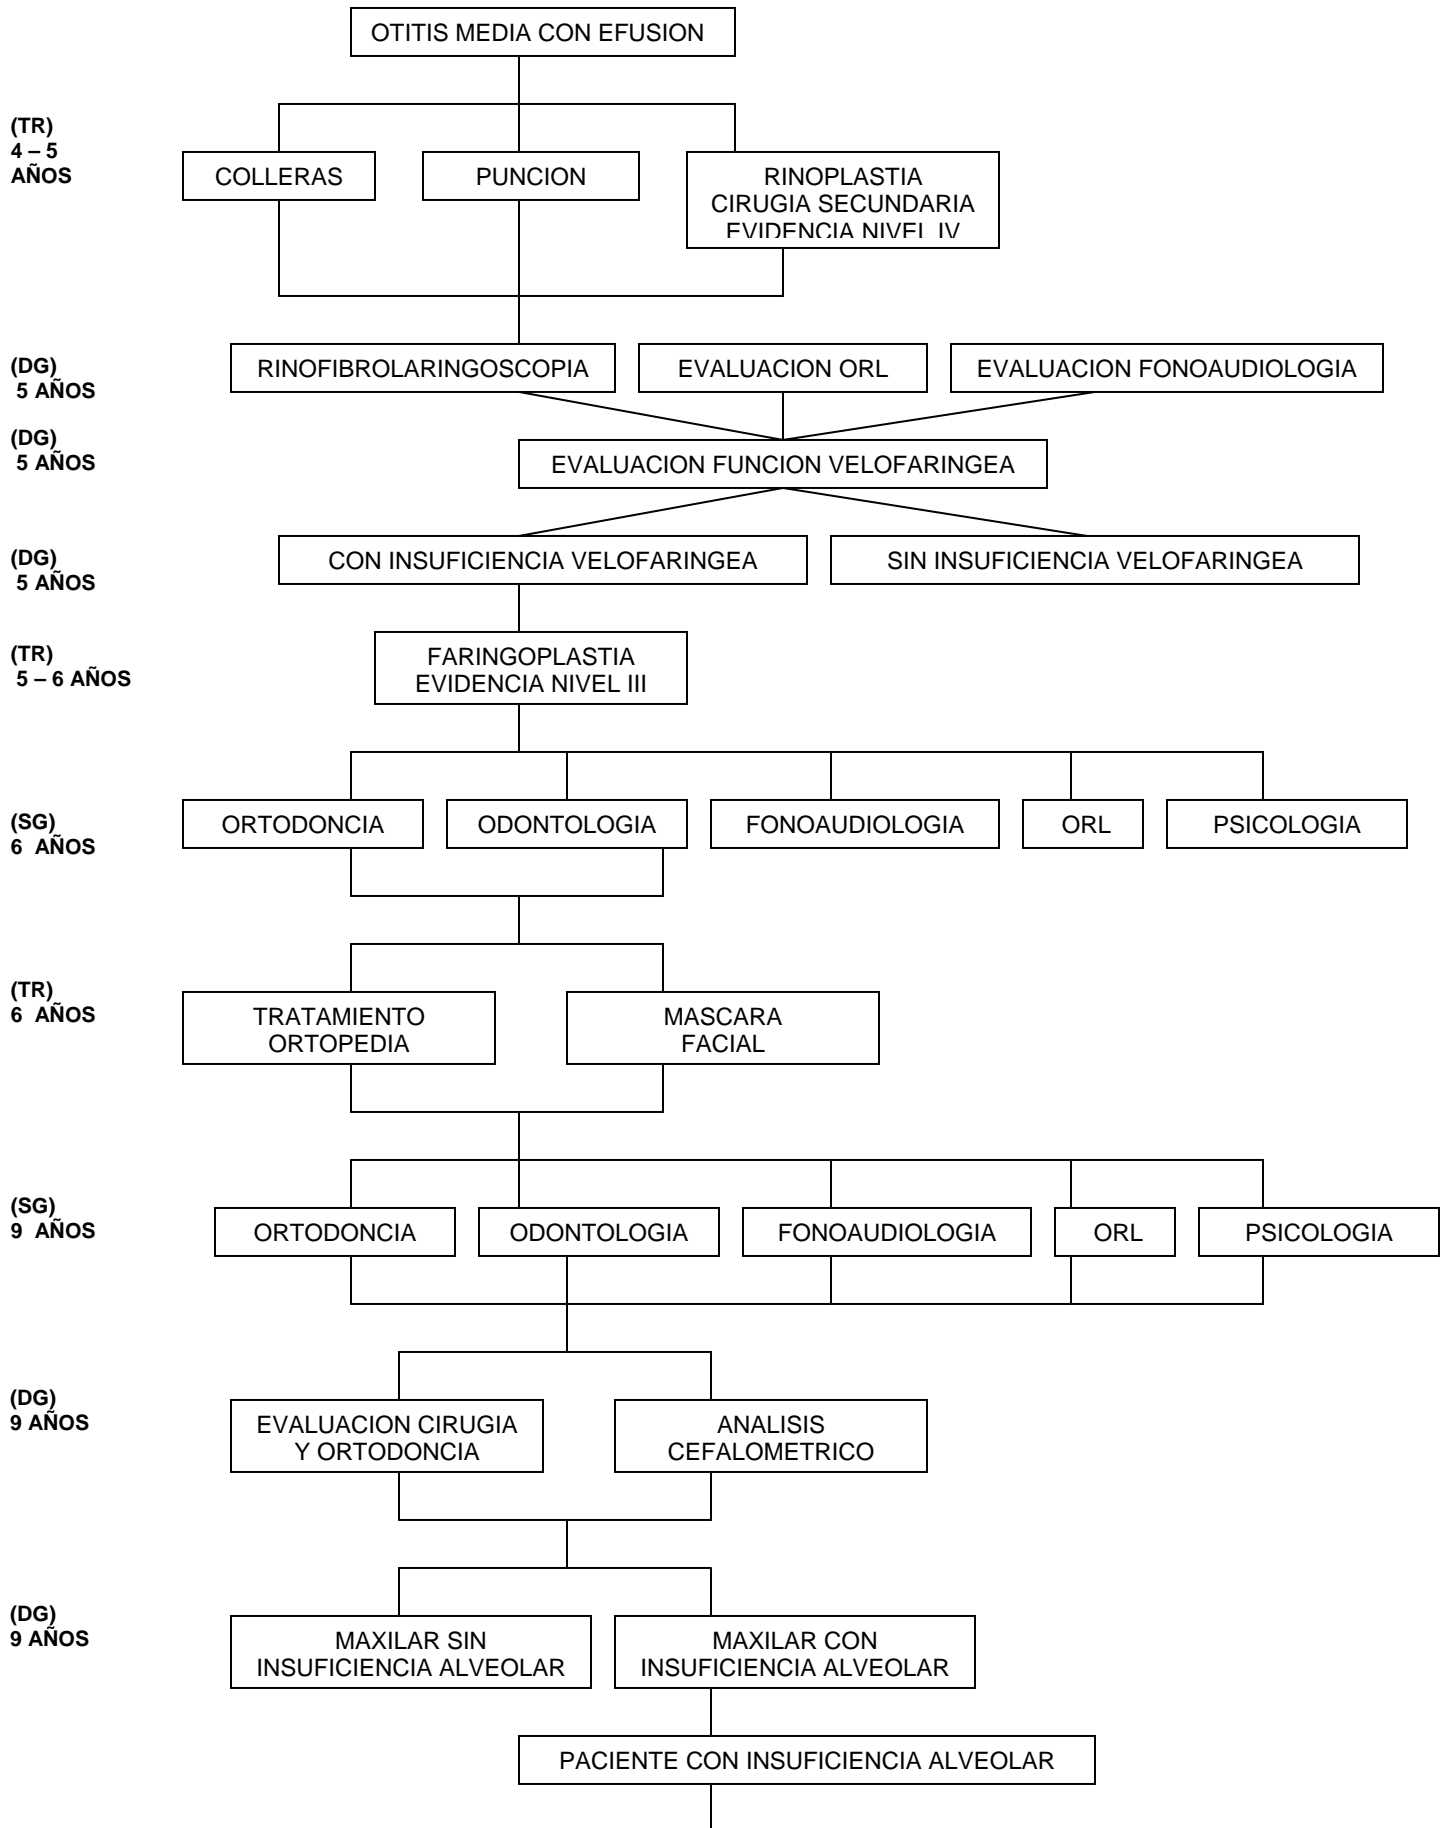 OTITIS MEDIA CON EFUSION
(TR)
4 – 5
AÑOS
COLLERAS
PUNCION
RINOPLASTIA
CIRUGIA SECUNDARIA
EVIDENCIA NIVEL IV
(DG)
5 AÑOS
RINOFIBROLARINGOSCOPIA
EVALUACION ORL
EVALUACION FONOAUDIOLOGIA
(DG)
5 AÑOS
EVALUACION FUNCION VELOFARINGEA
(DG)
5 AÑOS
CON INSUFICIENCIA VELOFARINGEA
SIN INSUFICIENCIA VELOFARINGEA
(TR)
5 – 6 AÑOS
FARINGOPLASTIA
EVIDENCIA NIVEL III
(SG)
6 AÑOS
ORTODONCIA
ODONTOLOGIA
FONOAUDIOLOGIA
ORL
PSICOLOGIA
(TR)
6 AÑOS
TRATAMIENTO
ORTOPEDIA
MASCARA
FACIAL
(SG)
9 AÑOS
ORTODONCIA
ODONTOLOGIA
FONOAUDIOLOGIA
ORL
PSICOLOGIA
(DG)
9 AÑOS
EVALUACION CIRUGIA
Y ORTODONCIA
ANALISIS
CEFALOMETRICO
(DG)
9 AÑOS
MAXILAR SIN
INSUFICIENCIA ALVEOLAR
MAXILAR CON
INSUFICIENCIA ALVEOLAR
PACIENTE CON INSUFICIENCIA ALVEOLAR